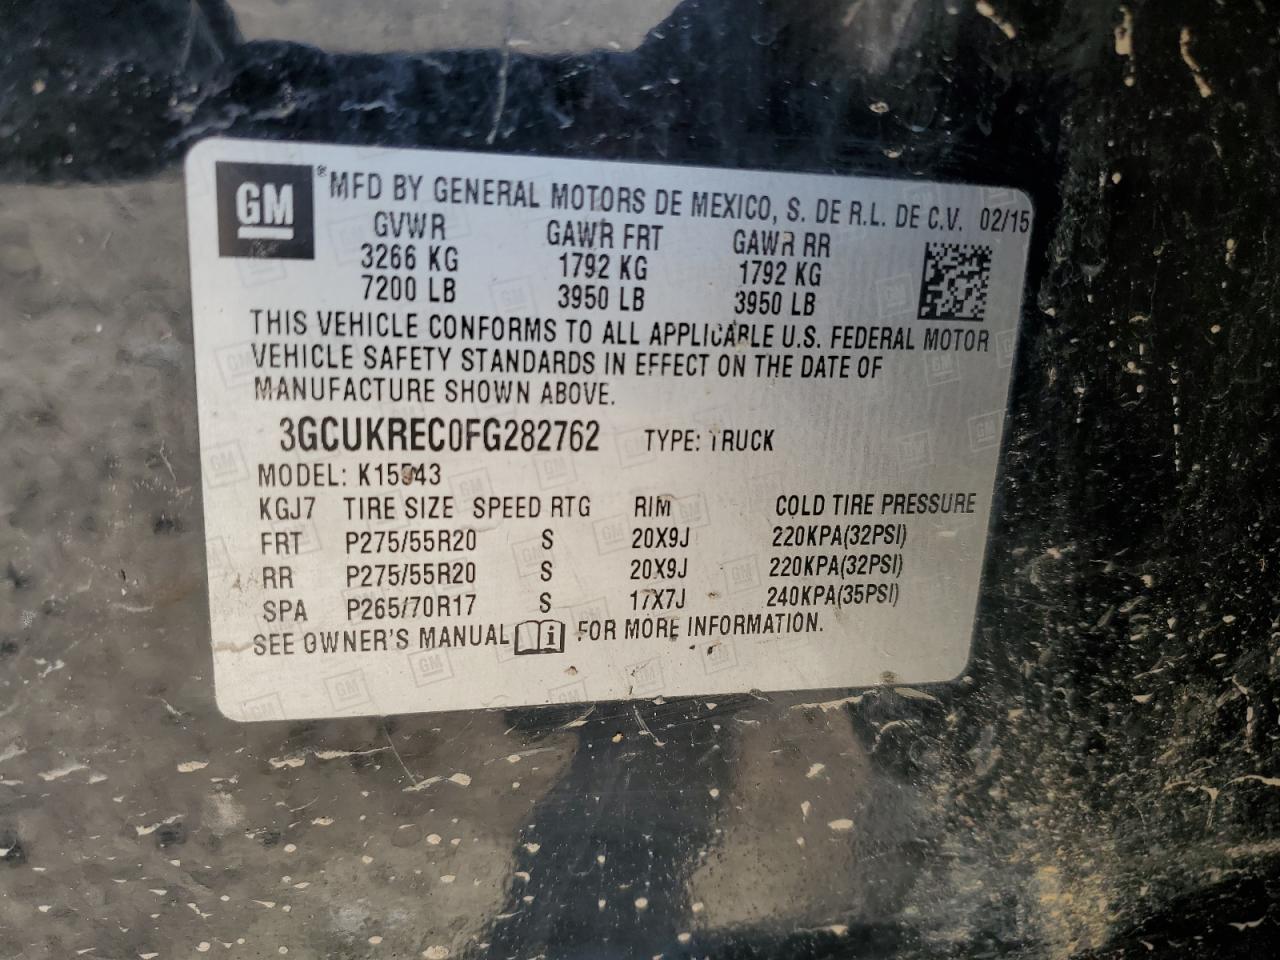 GM ® MFD BY GENERAL MOTORS DE MEXICO, S. DE R.L. DE C.V. 02/15
GVWR GAWR FRT GAWR RR
3266 KG 1792 KG 1792 KG
7200 LB 3950 LB 3950 LB
THIS VEHICLE CONFORMS TO ALL APPLICABLE U.S. FEDERAL MOTOR
VEHICLE SAFETY STANDARDS IN EFFECT ON THE DATE OF
MANUFACTURE SHOWN ABOVE.
3GCUKREC0FG282762 TYPE: TRUCK
MODEL:
KGJ7 TIRE SIZE SPEED RTG RIM COLD TIRE PRESSURE
FRT P275/55R20 S 20X9J 220KPA(32PSI)
RR P275/55R20 S 20X9J 220KPA(32PSI)
SPA P265/70R17 S 17X7J 240KPA(35PSI)
SEE OWNER'S MANUAL i FOR MORE INFORMATION.